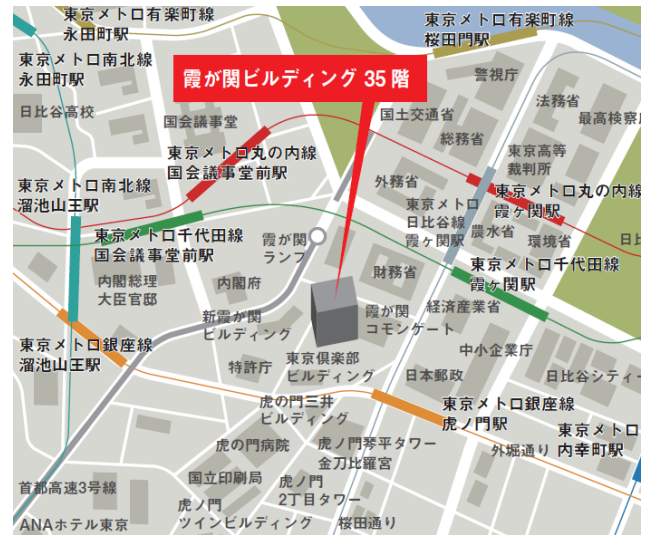 東京メトロ有楽町線
永田町駅
東京メトロ有楽町線
桜田門駅
東京メトロ南北線
永田町駅
霞が関ビルディング 35 階
警視庁
法務省
日比谷高校
国会議事堂
国土交通省
最高検察庁
総務省
東京メトロ丸の内線
国会議事堂前駅
東京高等
裁判所
外務省
東京メトロ南北線
溜池山王駅
東京メトロ丸の内線
霞ヶ関駅
東京メトロ
日比谷線
霞ヶ関駅
農水省
環境省
日比
東京メトロ千代田線
国会議事堂前駅
霞が関
ランプ
財務省
東京メトロ千代田線
霞ヶ関駅
内閣総理
大臣官邸
内閣府
新霞が関
ビルディング
霞が関
コモンゲート
経済産業省
東京メトロ銀座線
溜池山王駅
特許庁
東京倶楽部
ビルディング
中小企業庁
日本郵政
日比谷シティー
虎の門三井
ビルディング
東京メトロ銀座線
虎ノ門駅
東京メトロ
内幸町駅
虎の門病院
虎ノ門琴平タワー
金刀比羅宮
外堀通り
国立印刷局
虎ノ門
2丁目タワー
首都高速3号線
虎ノ門
ツインビルディング
桜田通り
ANAホテル東京